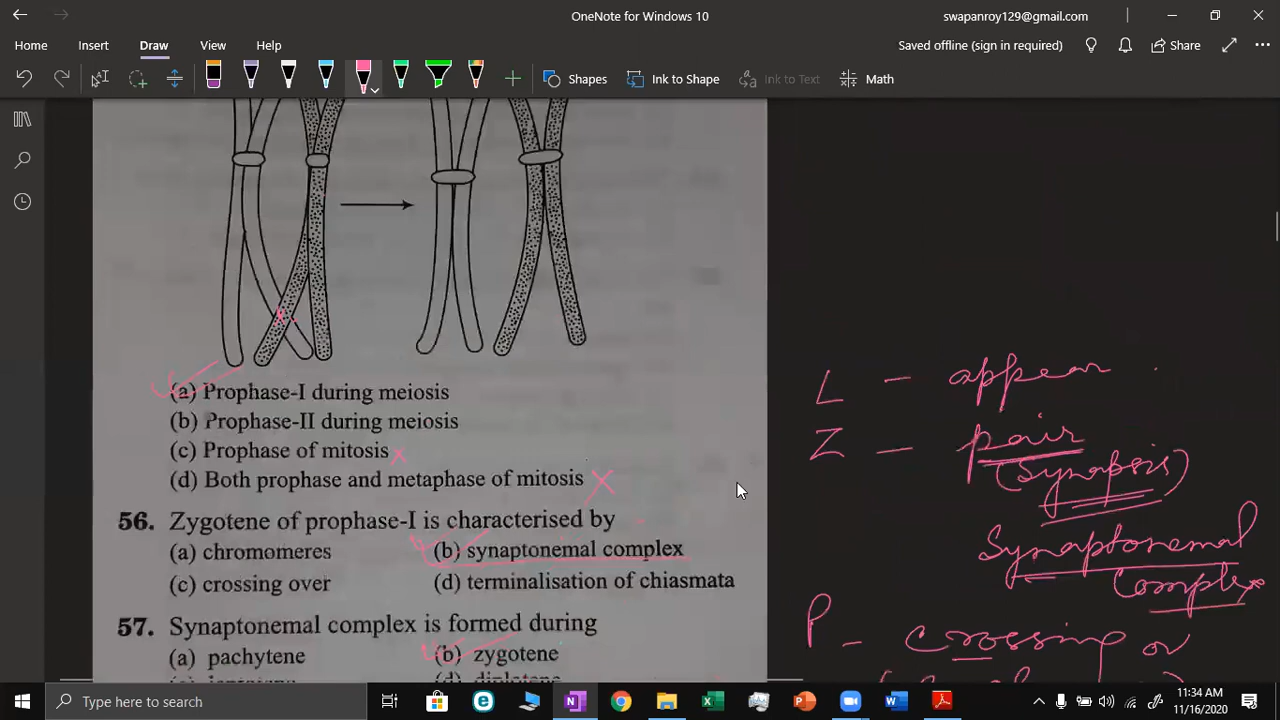 OneNote for Windows 10
swapanroy129@gmail.com
Home Insert Draw View Help
Saved offline (sign in required)
Share
Shapes
Ink to Shape
Ink to Text
Math
(a) Prophase-I during meiosis
(b) Prophase-II during meiosis
(c) Prophase of mitosis
(d) Both prophase and metaphase of mitosis
56. Zygotene of prophase-I is characterised by
(a) chromomeres (b) synaptonemal complex
(c) crossing over (d) terminalisation of chiasmata
57. Synaptonemal complex is formed during
(a) pachytene (b) zygotene
L - appear
Z - pair
(Synapsis)
Synaptonemal
Complex
P - crossing ov
Type here to search
11:34 AM
11/16/2020